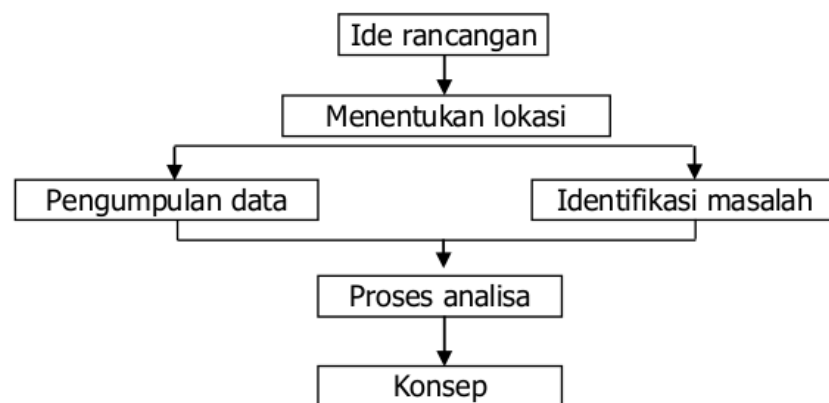 Ide rancangan
Menentukan lokasi
Pengumpulan data
Identifikasi masalah
Proses analisa
Konsep